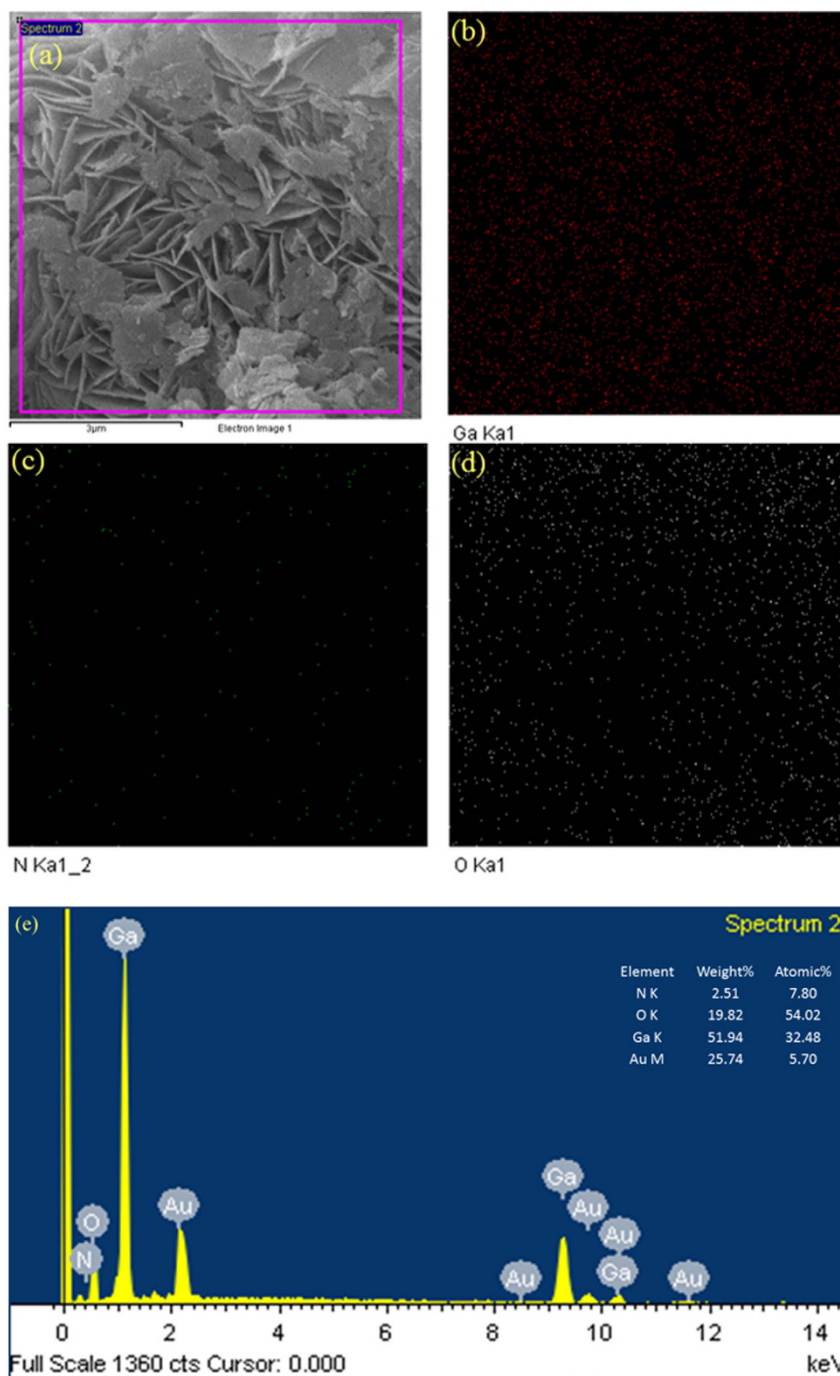 Spectrum 2
(a)
(b)
3µm Electron Image 1
Ga Ka1
(c)
(d)
N Ka1_2
O Ka1
(e)
Spectrum 2
Ga
Element Weight% Atomic%
N K 2.51 7.80
O K 19.82 54.02
Ga K 51.94 32.48
Au M 25.74 5.70
Ga
Au
Au
O
Au
N
Au
Ga
Au
0 2 4 6 8 10 12 14
Full Scale 1360 cts Cursor: 0.000 keV